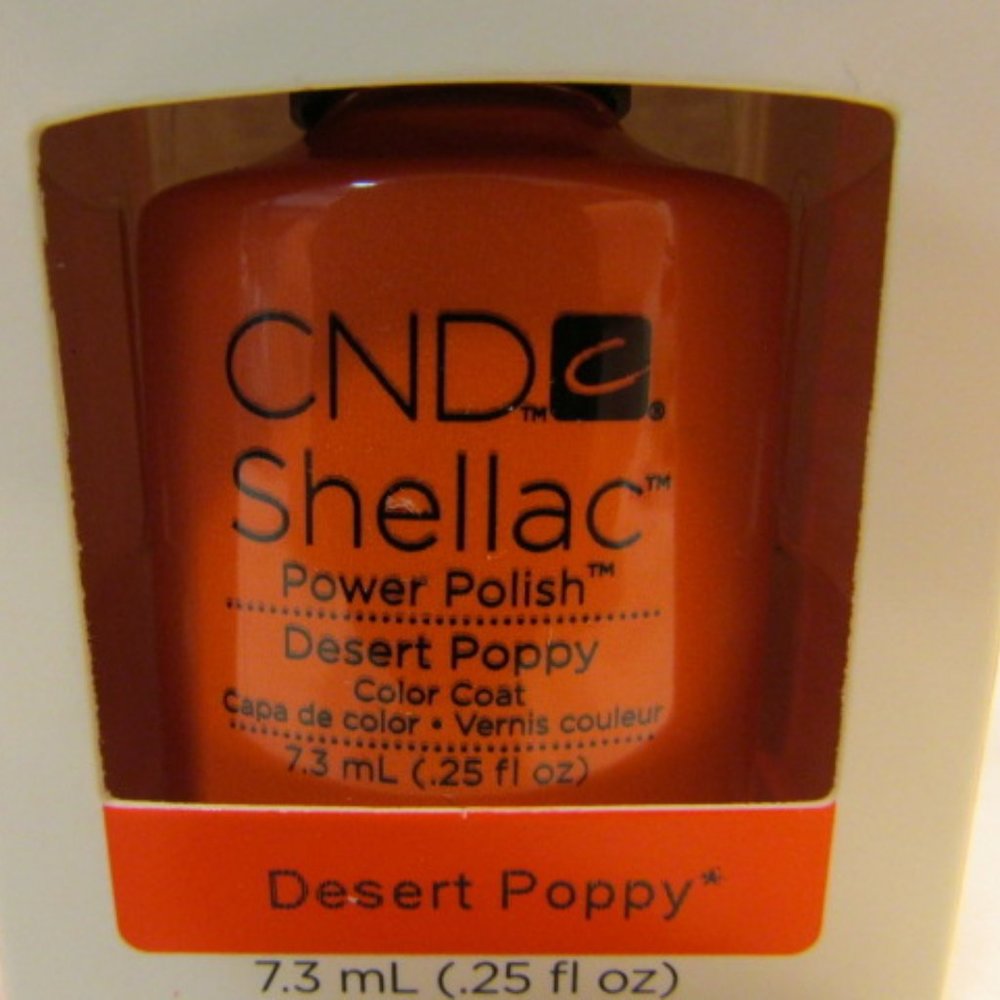 CND™ C®
Shellac™
Power Polish™
Desert Poppy
Color Coat
Capa de color • Vernis couleur
7.3 mL (.25 fl oz)
Desert Poppy*
7.3 mL (.25 fl oz)